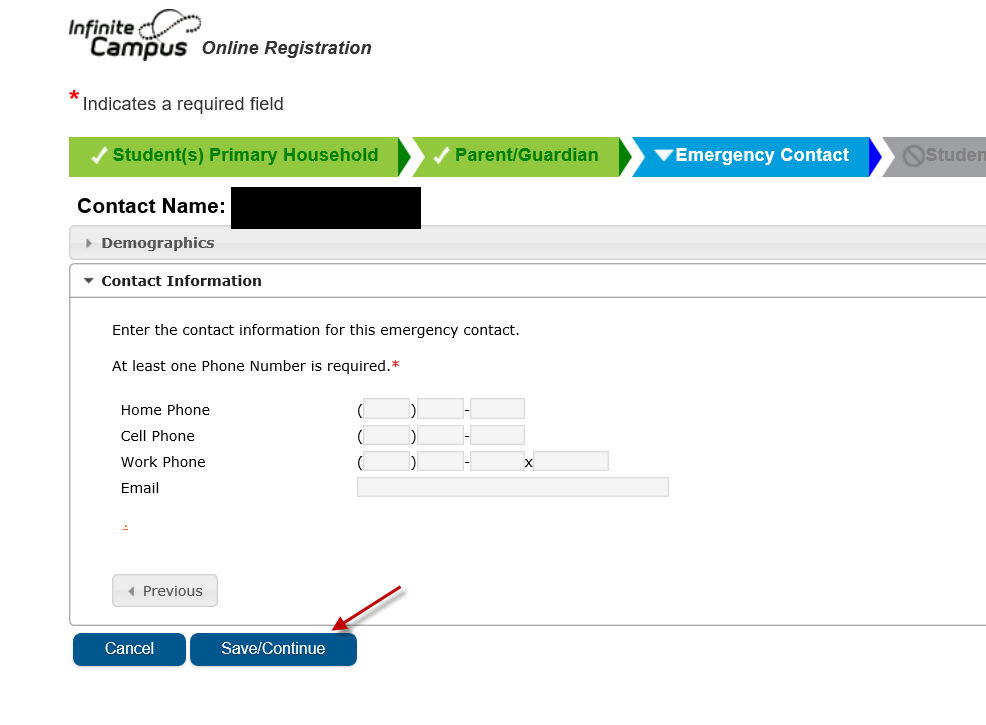 Infinite
Campus Online Registration
* Indicates a required field
Student(s) Primary Household Parent/Guardian Emergency Contact Studen
Contact Name:
Demographics
Contact Information
Enter the contact information for this emergency contact.
At least one Phone Number is required.*
Home Phone ( ) -
Cell Phone ( ) -
Work Phone ( ) - x
Email
.
Previous
Cancel Save/Continue